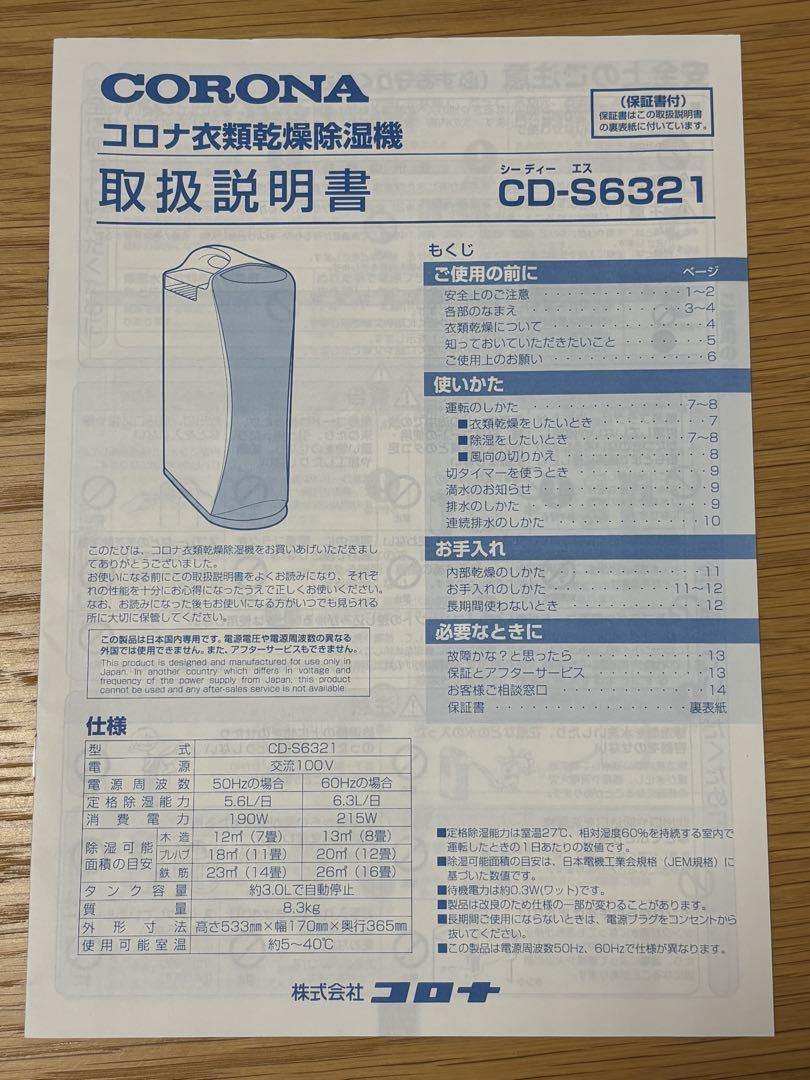 CORONA
コロナ衣類乾燥除湿機
取扱説明書
(保証書付)
保証書はこの取扱説明書
の裏表紙に付いています。
シー ディー エス
CD-S6321
もくじ
ご使用の前に ページ
安全上のご注意 ・・・・・・・・・・・・・・1~2
各部のなまえ ・・・・・・・・・・・・・・・3~4
衣類乾燥について ・・・・・・・・・・・・・・4
知っておいていただきたいこと ・・・・・・・・5
ご使用上のお願い ・・・・・・・・・・・・・・6
使いかた
運転のしかた ・・・・・・・・・・・・・・・7~8
■衣類乾燥をしたいとき ・・・・・・・・・・・7
■除湿をしたいとき ・・・・・・・・・・・・7~8
■風向の切りかえ ・・・・・・・・・・・・・・8
切タイマーを使うとき ・・・・・・・・・・・・9
満水のお知らせ ・・・・・・・・・・・・・・・9
排水のしかた ・・・・・・・・・・・・・・・・9
連続排水のしかた ・・・・・・・・・・・・・・10
お手入れ
内部乾燥のしかた ・・・・・・・・・・・・・・11
お手入れのしかた ・・・・・・・・・・・・11~12
長期間使わないとき ・・・・・・・・・・・・・12
必要なときに
故障かな?と思ったら ・・・・・・・・・・・・13
保証とアフターサービス ・・・・・・・・・・・13
お客様ご相談窓口 ・・・・・・・・・・・・・・14
保証書 ・・・・・・・・・・・・・・・・・裏表紙
このたびは、コロナ衣類乾燥除湿機をお買いあげいただきまし
てありがとうございました。
お使いになる前にこの取扱説明書をよくお読みになり、それぞ
れの性能を十分にお心得になったうえで正しくお使いください。
なお、お読みになった後もお使いになる方がいつでも見られる
所に大切に保管してください。
この製品は日本国内専用です。電源電圧や電源周波数の異なる
外国では使用できません。また、アフターサービスもできません。
This product is designed and manufactured for use only in
Japan. In another country which differs in voltage and
frequency of the power supply from Japan, this product
cannot be used and any after-sales service is not available.
仕様
型式 CD-S6321
電源 交流100V
電源周波数 50Hzの場合 60Hzの場合
定格除湿能力 5.6L/日 6.3L/日
消費電力 190W 215W
除湿可能面積の目安 木造 12㎡(7畳) 13㎡(8畳)
プレハブ 18㎡(11畳) 20㎡(12畳)
鉄筋 23㎡(14畳) 26㎡(16畳)
タンク容量 約3.0Lで自動停止
質量 8.3kg
外形寸法 高さ533㎜×幅170㎜×奥行365㎜
使用可能室温 約5~40℃
■定格除湿能力は室温27℃、相対湿度60%を持続する室内で
運転したときの1日あたりの数値です。
■除湿可能面積の目安は、日本電機工業会規格(JEM規格)に
基づいた数値です。
■待機電力は約0.3W(ワット)です。
■製品は改良のため仕様の一部が変わることがあります。
■長期間ご使用にならないときは、電源プラグをコンセントから
抜いてください。
■この製品は電源周波数50Hz、60Hzで仕様が異なります。
株式会社 コロナ